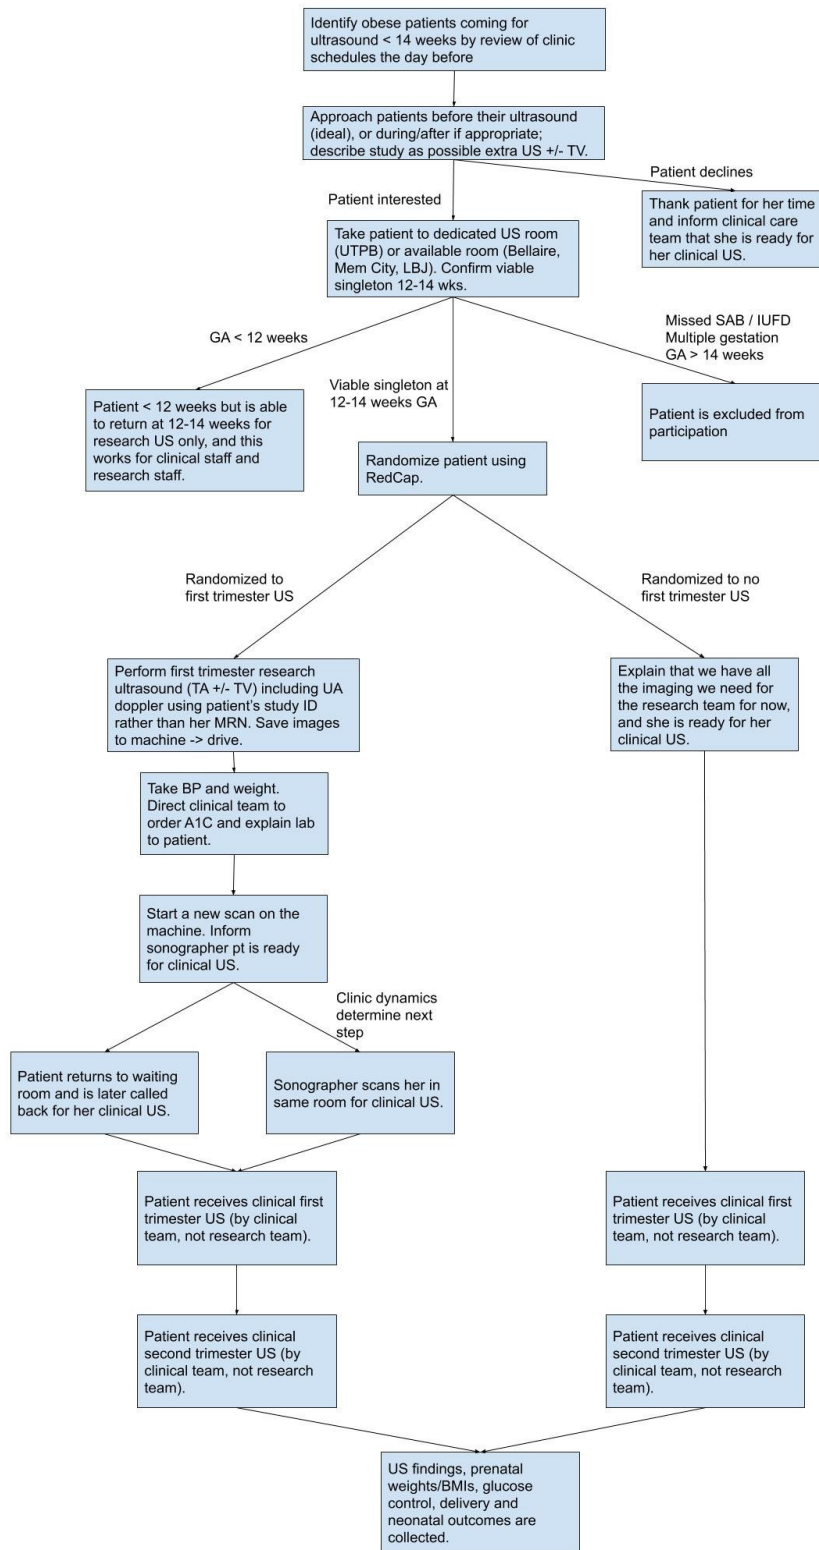 Identify obese patients coming for
ultrasound < 14 weeks by review of clinic
schedules the day before
Approach patients before their ultrasound
(ideal), or during/after if appropriate;
describe study as possible extra US +/- TV.
Patient declines
Patient interested
Thank patient for her time
and inform clinical care
team that she is ready for
her clinical US.
Take patient to dedicated US room
(UTPB) or available room (Bellaire,
Mem City, LBJ). Confirm viable
singleton 12-14 wks.
GA < 12 weeks
Missed SAB / IUFD
Multiple gestation
GA > 14 weeks
Viable singleton at
12-14 weeks GA
Patient < 12 weeks but is able
to return at 12-14 weeks for
research US only, and this
works for clinical staff and
research staff.
Patient is excluded from
participation
Randomize patient using
RedCap.
Randomized to
first trimester US
Randomized to no
first trimester US
Perform first trimester research
ultrasound (TA +/- TV) including UA
doppler using patient's study ID
rather than her MRN. Save images
to machine -> drive.
Explain that we have all
the imaging we need for
the research team for now,
and she is ready for her
clinical US.
Take BP and weight.
Direct clinical team to
order A1C and explain lab
to patient.
Start a new scan on the
machine. Inform
sonographer pt is ready
for clinical US.
Clinic dynamics
determine next
step
Patient returns to waiting
room and is later called
back for her clinical US.
Sonographer scans her in
same room for clinical US.
Patient receives clinical first
trimester US (by clinical
team, not research team).
Patient receives clinical first
trimester US (by clinical
team, not research team).
Patient receives clinical
second trimester US (by
clinical team, not research
team).
Patient receives clinical
second trimester US (by
clinical team, not research
team).
US findings, prenatal
weights/BMIs, glucose
control, delivery and
neonatal outcomes are
collected.